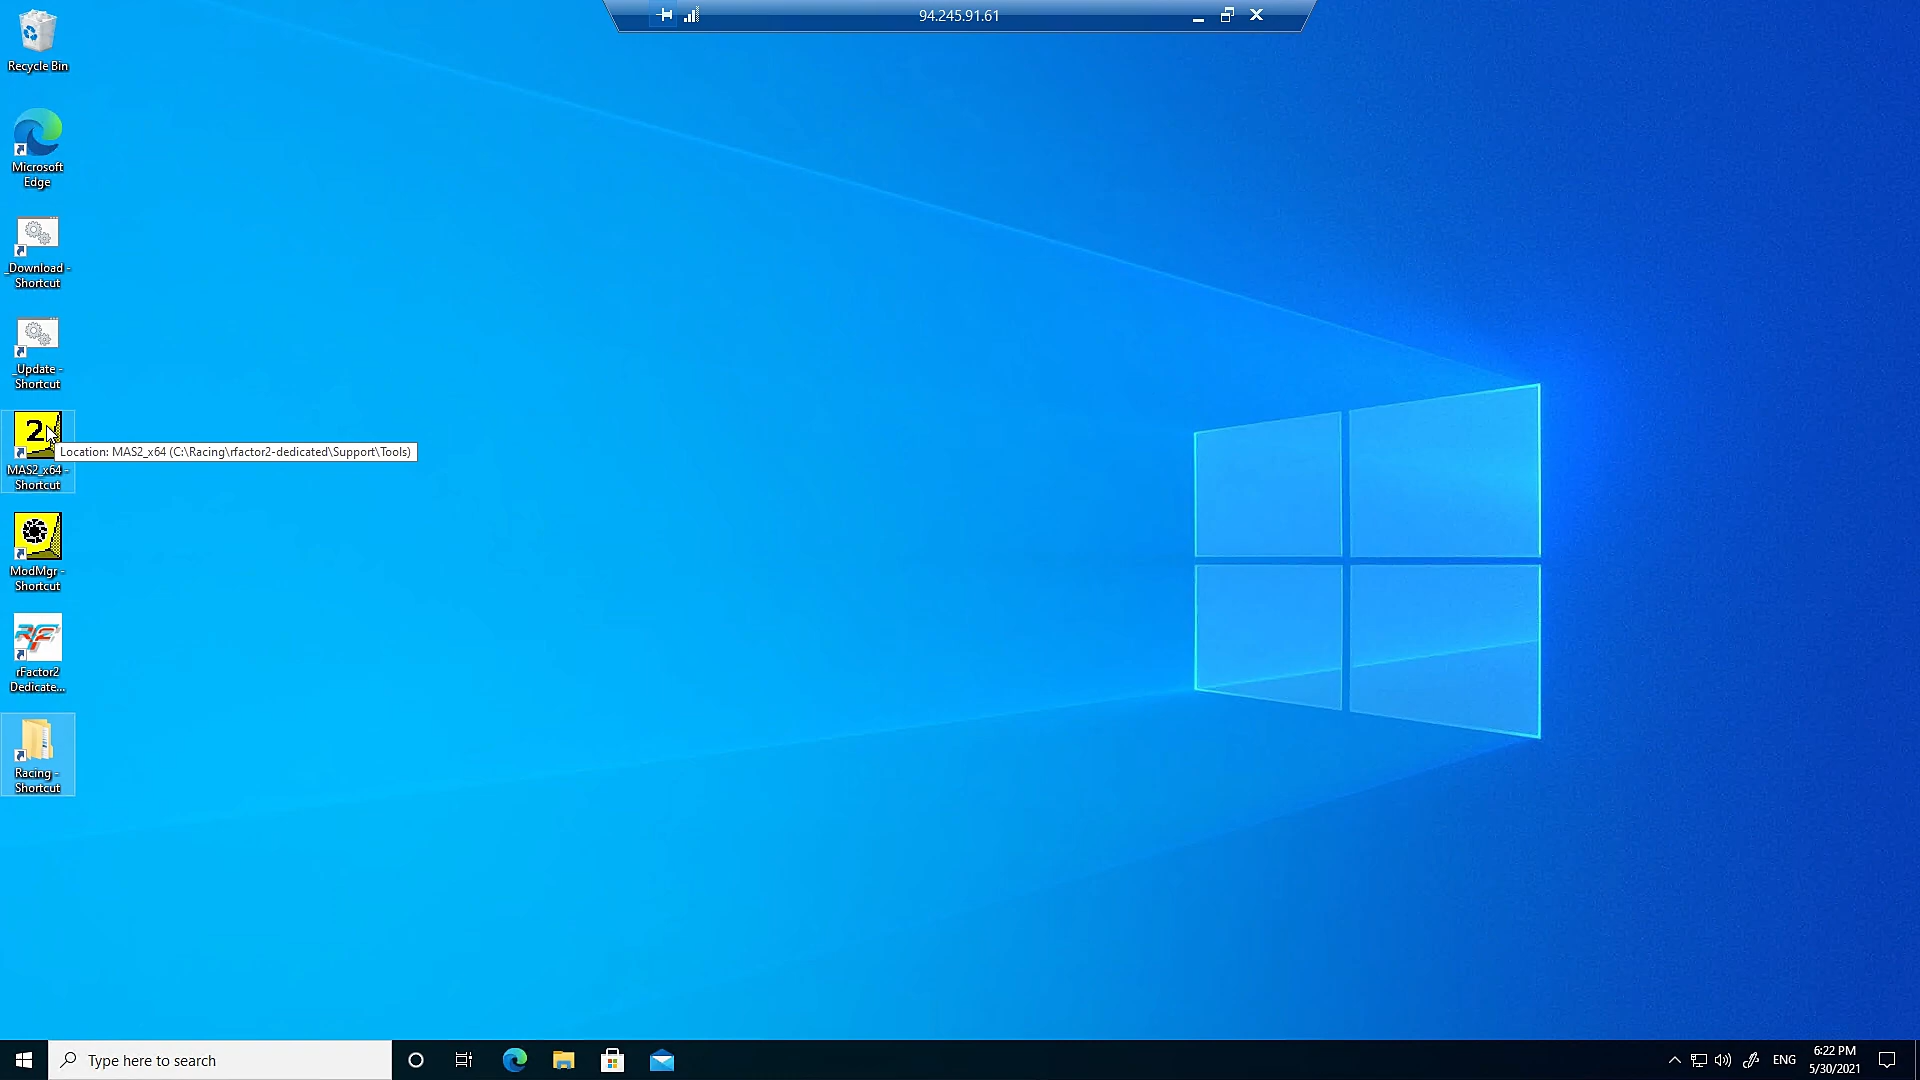 94.245.91.61
Recycle Bin
Microsoft
Edge
_Download -
Shortcut
_Update -
Shortcut
2
Location: MAS2_x64 (C:\Racing\rfactor2-dedicated\Support\Tools)
MAS2_x64 -
Shortcut
ModMgr -
Shortcut
RF2
rFactor2
Dedicate...
Racing -
Shortcut
Type here to search
ENG
6:22 PM
5/30/2021